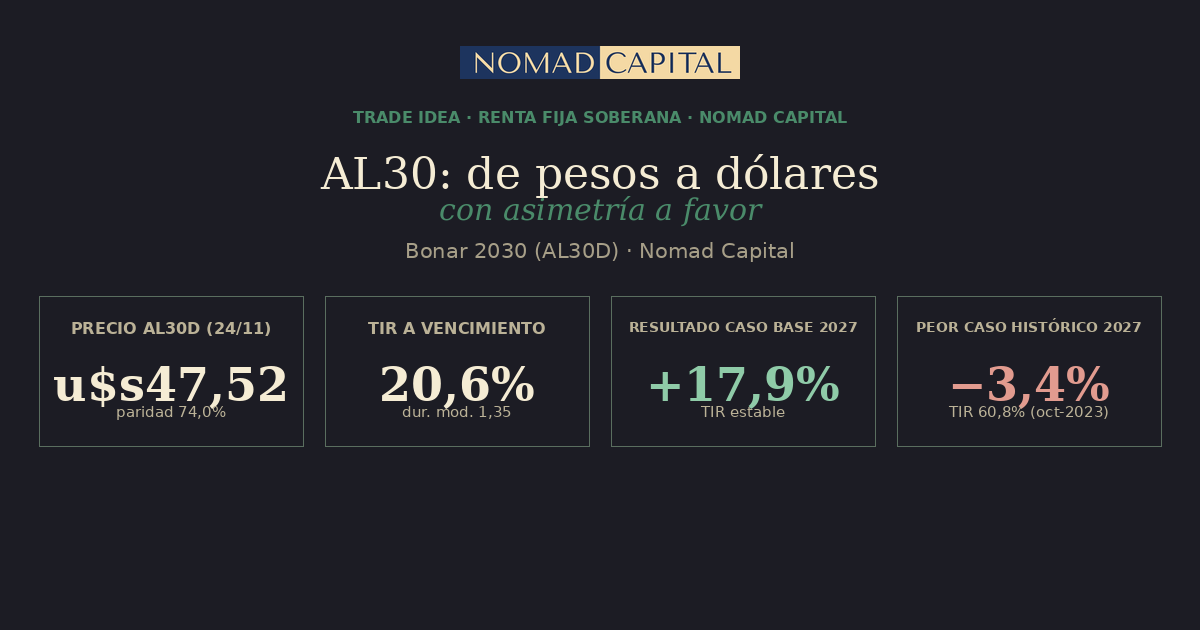 NOMAD CAPITAL
TRADE IDEA · RENTA FIJA SOBERANA · NOMAD CAPITAL
AL30: de pesos a dólares
con asimetría a favor
Bonar 2030 (AL30D) · Nomad Capital
PRECIO AL30D (24/11)
u$s47,52
paridad 74,0%
TIR A VENCIMIENTO
20,6%
dur. mod. 1,35
RESULTADO CASO BASE 2027
+17,9%
TIR estable
PEOR CASO HISTÓRICO 2027
−3,4%
TIR 60,8% (oct-2023)